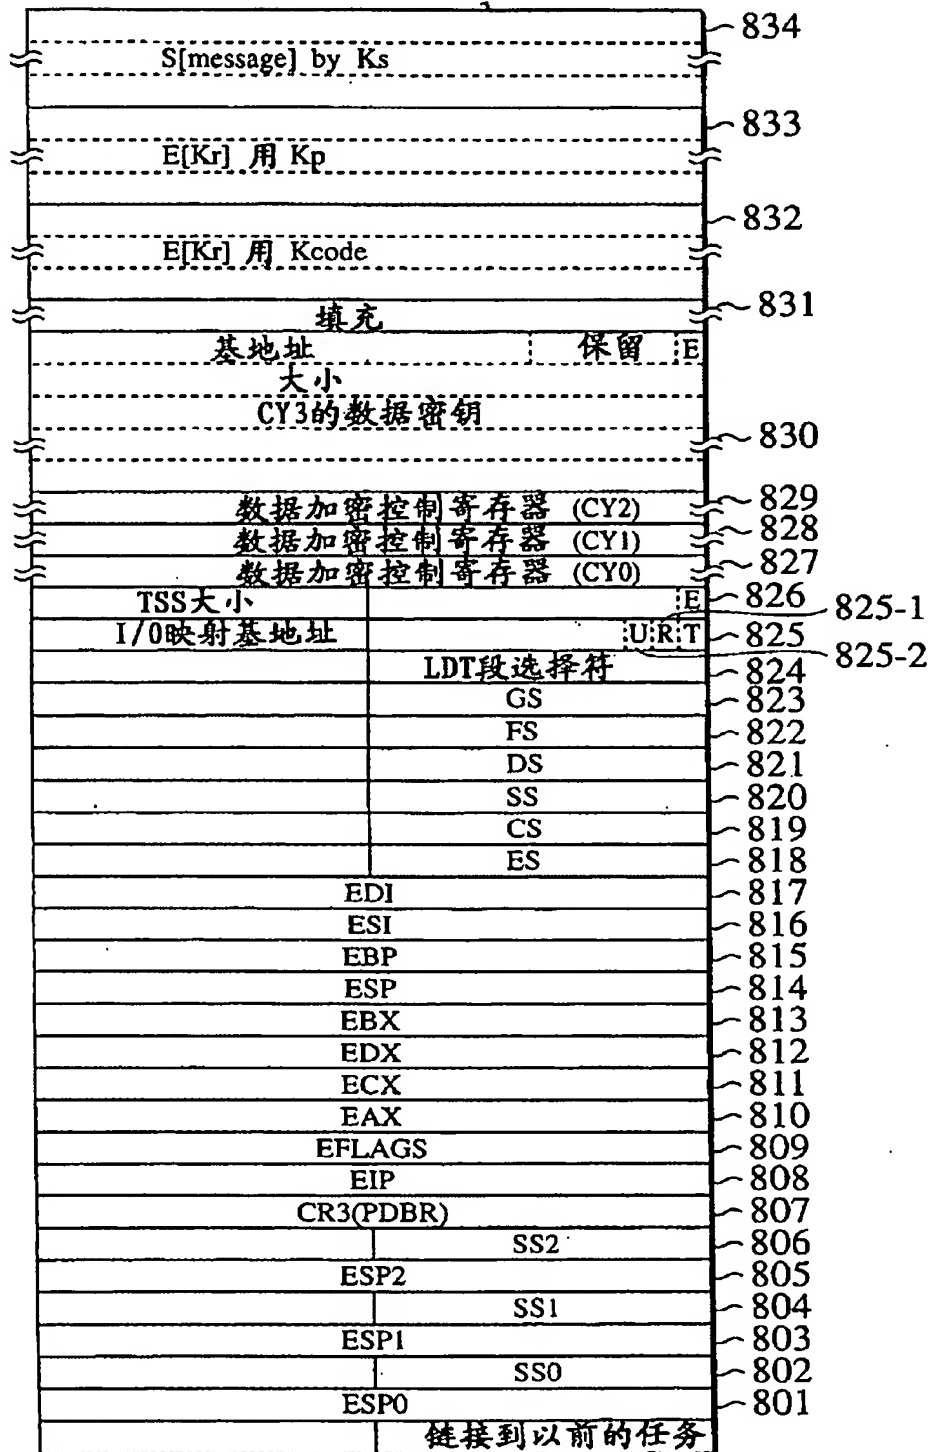 834
S[message] by Ks
833
E[Kr] 用 Kp
832
E[Kr] 用 Kcode
831
填充
基地址 保留 E
大小
CY3的数据密钥
830
数据加密控制寄存器 (CY2) 829
数据加密控制寄存器 (CY1) 828
数据加密控制寄存器 (CY0) 827
TSS大小 E 826
825-1
I/O映射基地址 U R T 825
825-2
LDT段选择符 824
GS 823
FS 822
DS 821
SS 820
CS 819
ES 818
EDI 817
ESI 816
EBP 815
ESP 814
EBX 813
EDX 812
ECX 811
EAX 810
EFLAGS 809
EIP 808
CR3(PDBR) 807
SS2 806
ESP2 805
SS1 804
ESP1 803
SS0 802
ESP0 801
链接到以前的任务